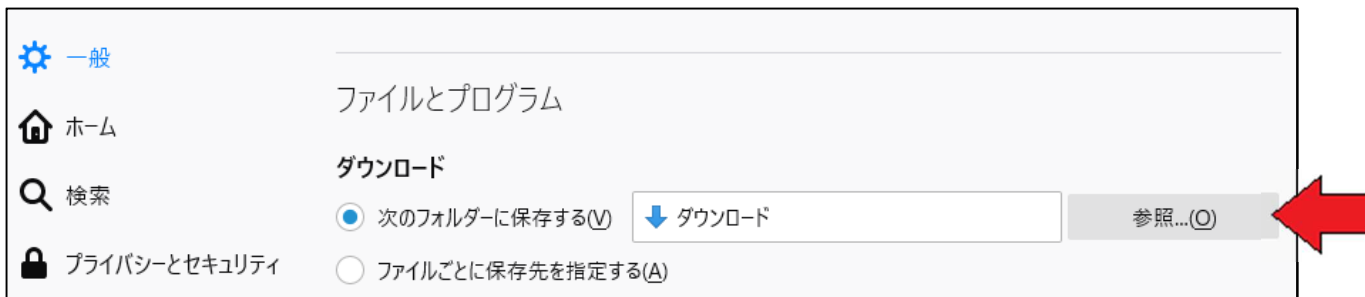 一般
ホーム
検索
プライバシーとセキュリティ
ファイルとプログラム
ダウンロード
次のフォルダーに保存する(V) ダウンロード 参照...(O)
ファイルごとに保存先を指定する(A)